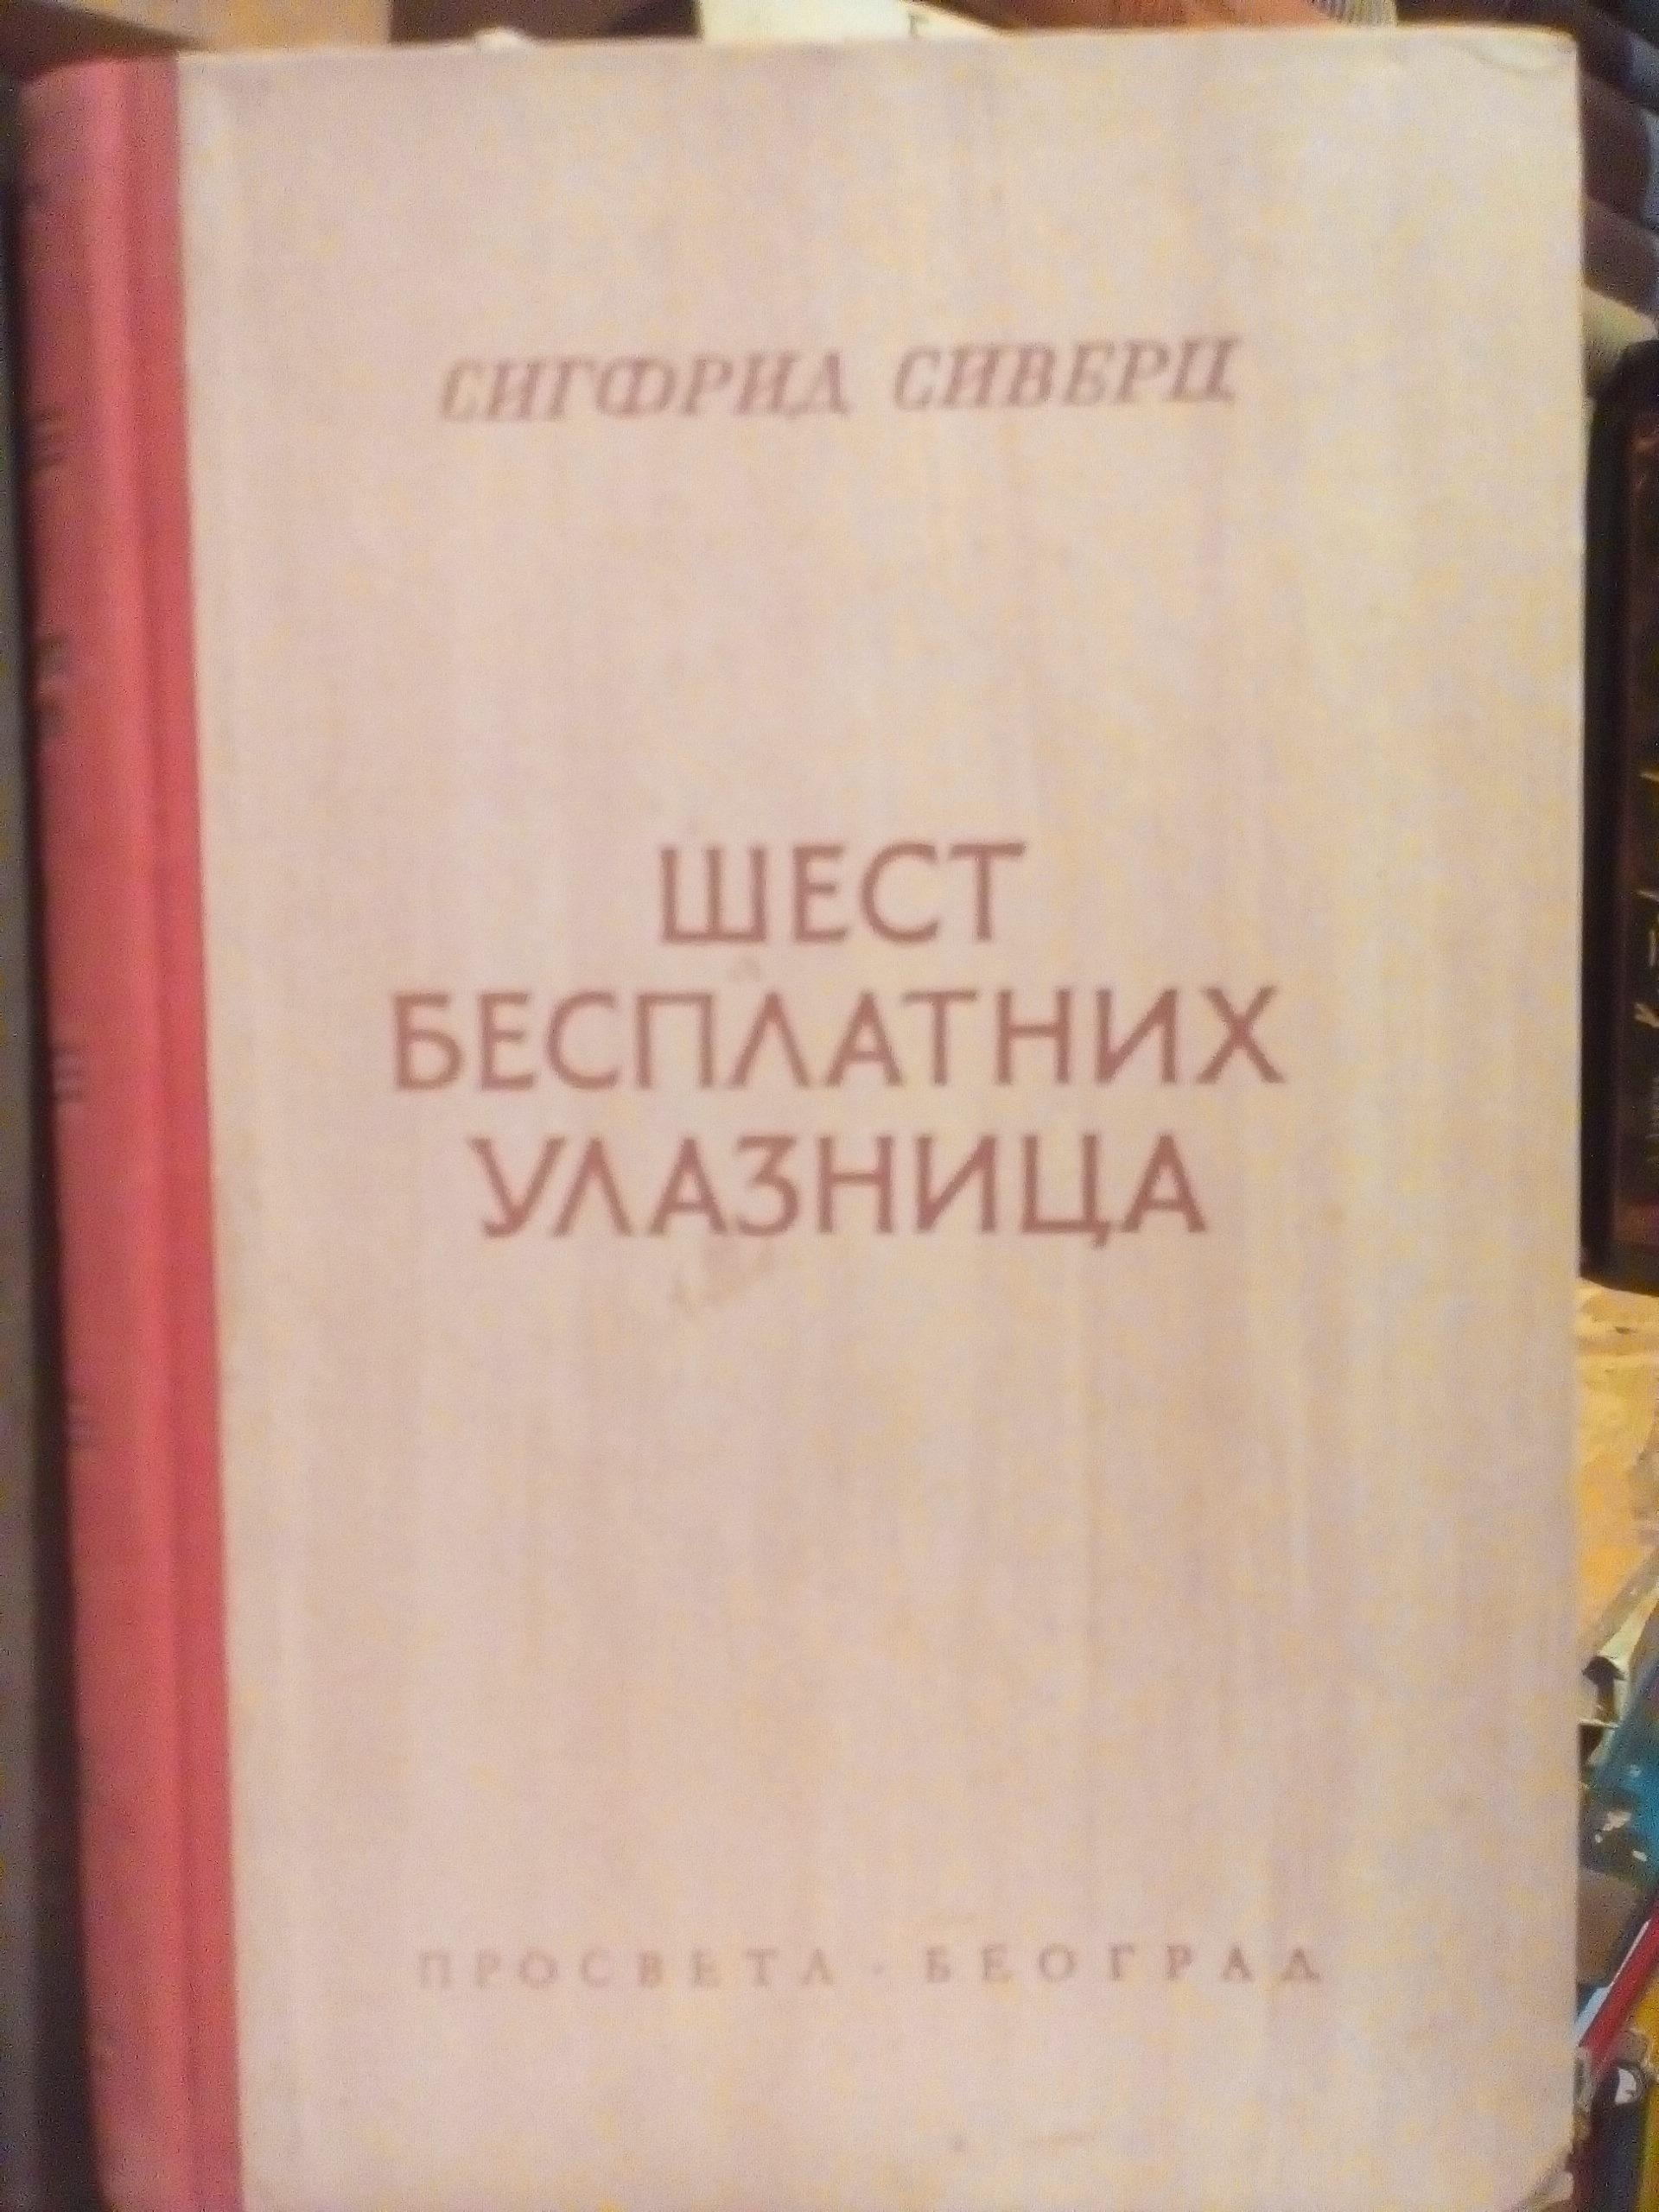 СИГФРИД СИВЕРЦ
ШЕСТ
БЕСПЛАТНИХ
УЛАЗНИЦА
ПРОСВЕТА · БЕОГРАД